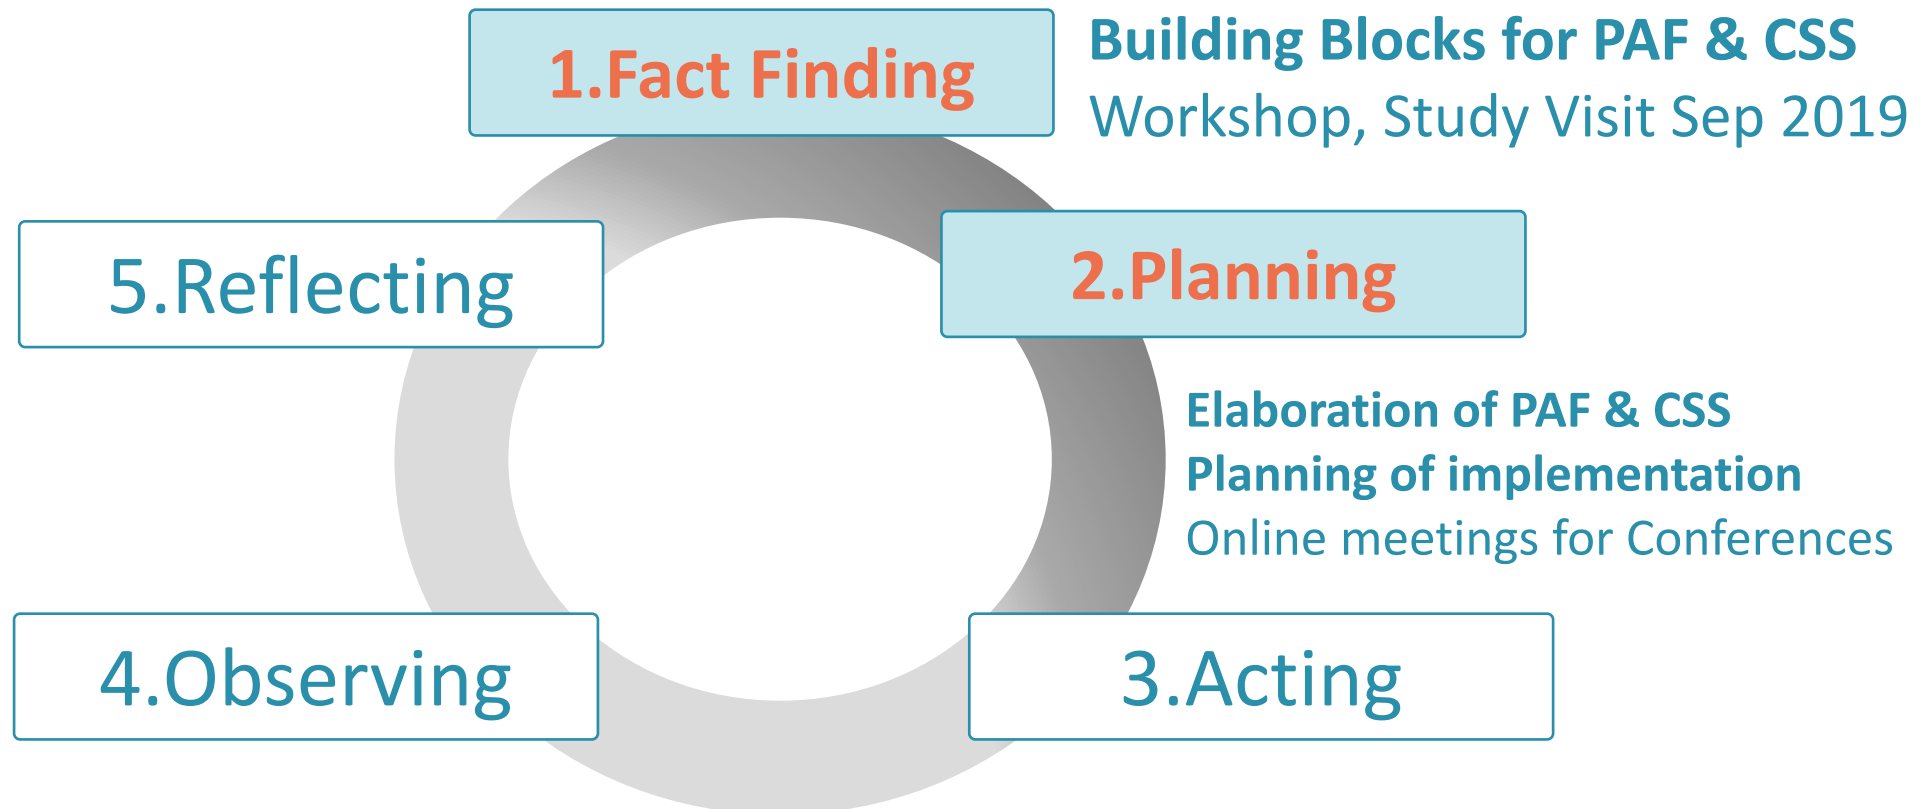 1.Fact Finding
Building Blocks for PAF & CSS
Workshop, Study Visit Sep 2019
2.Planning
Elaboration of PAF & CSS
Planning of implementation
Online meetings for Conferences
3.Acting
4.Observing
5.Reflecting